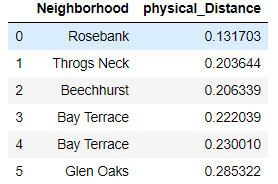 Neighborhood physical_Distance
0 Rosebank 0.131703
1 Throgs Neck 0.203644
2 Beechhurst 0.206339
3 Bay Terrace 0.222039
4 Bay Terrace 0.230010
5 Glen Oaks 0.285322